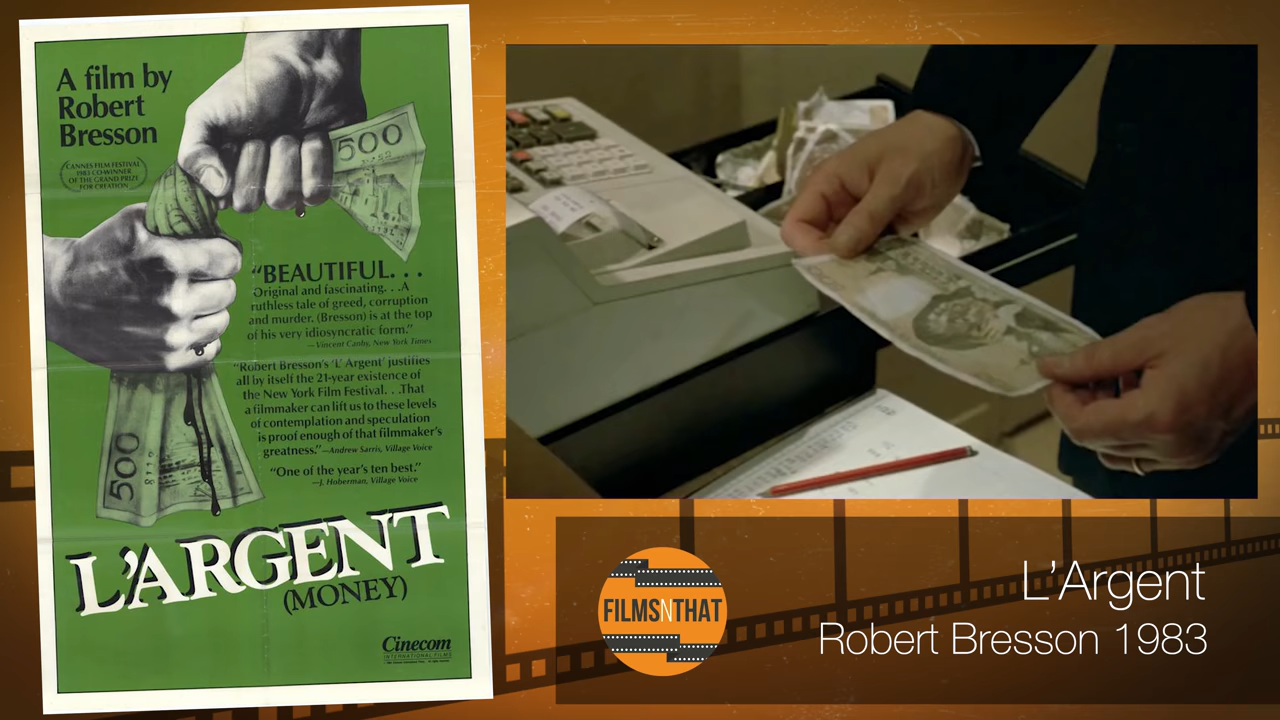 A film by
Robert
Bresson
CANNES FILM FESTIVAL
1983 CO-WINNER
OF THE GRAND PRIZE
FOR CREATION
500
"BEAUTIFUL. . .
Original and fascinating. . .A
ruthless tale of greed, corruption
and murder. (Bresson) is at the top
of his very idiosyncratic form."
—Vincent Canby, New York Times
"Robert Bresson's 'L' Argent' justifies
all by itself the 21-year existence of
the New York Film Festival. . .That
a filmmaker can lift us to these levels
of contemplation and speculation
is proof enough of that filmmaker's
greatness."—Andrew Sarris, Village Voice
"One of the year's ten best."
—J. Hoberman, Village Voice
500
L'ARGENT
(MONEY)
Cinecom
INTERNATIONAL FILMS
FILMSNTHAT
L'Argent
Robert Bresson 1983